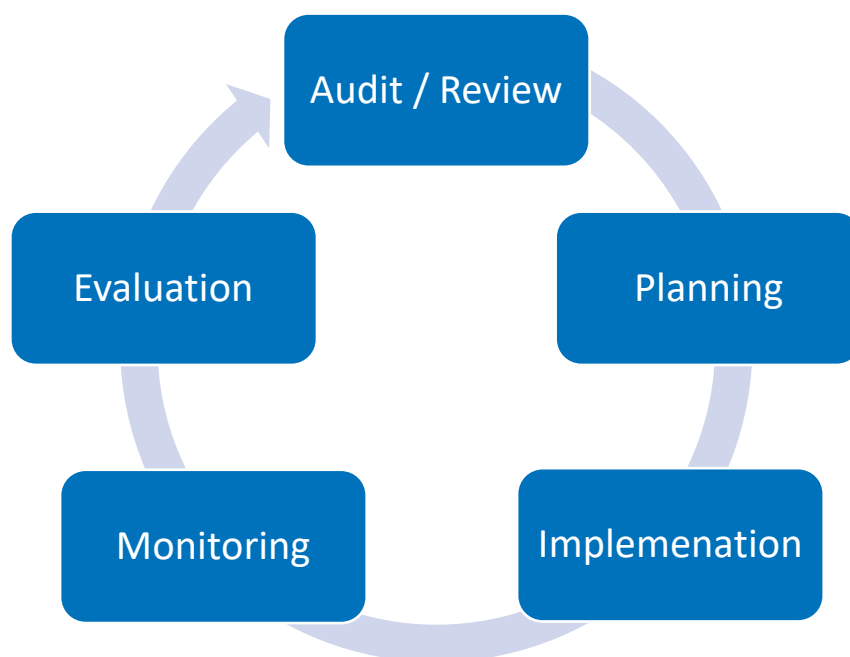 Audit / Review
Planning
Implemenation
Monitoring
Evaluation